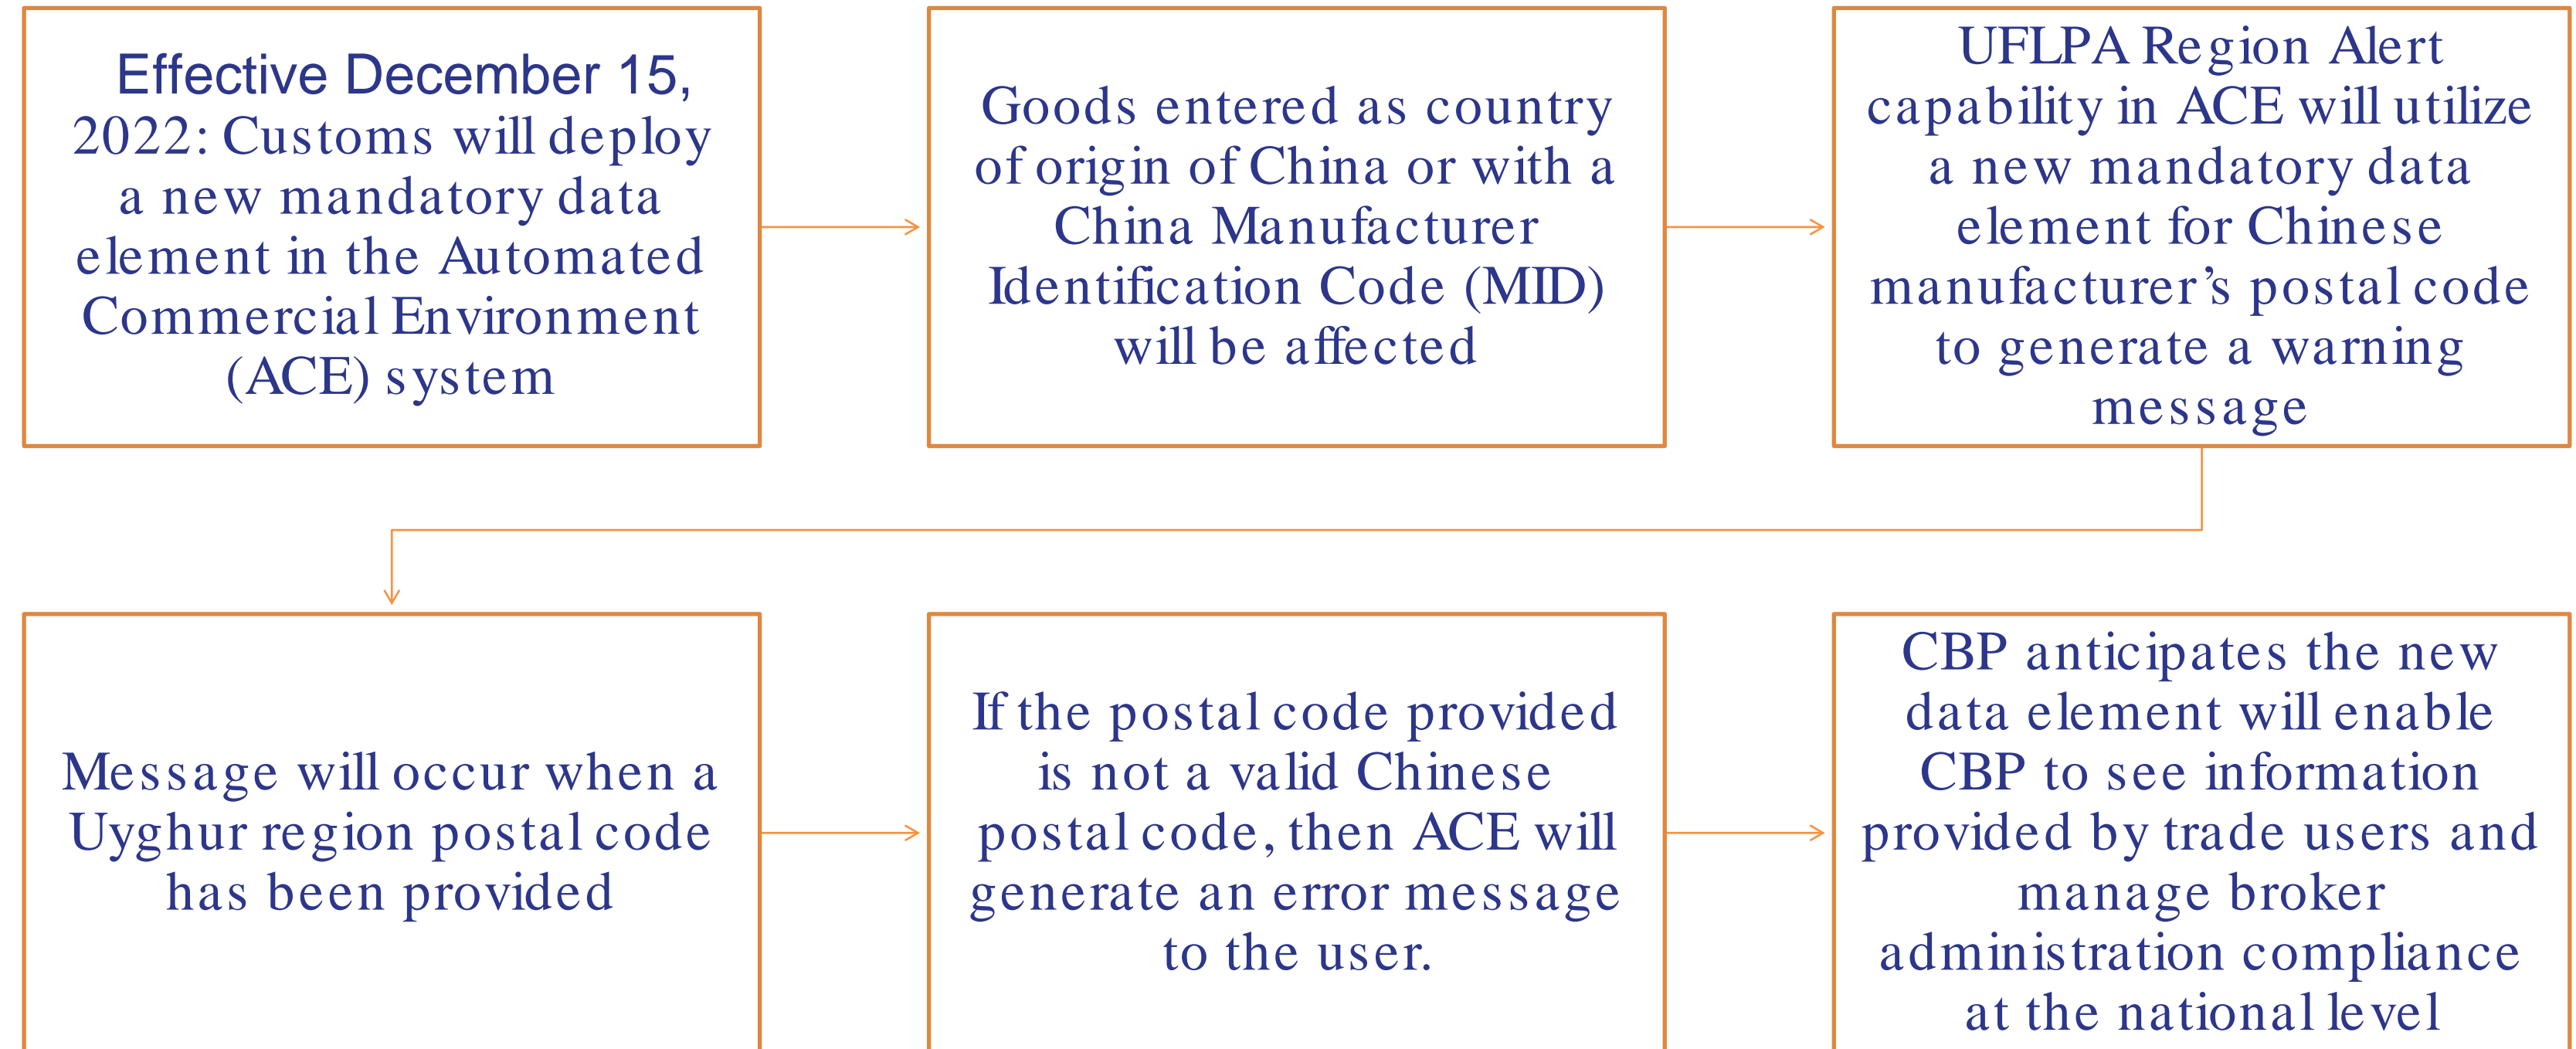 Effective December 15,
2022: Customs will deploy
a new mandatory data
element in the Automated
Commercial Environment
(ACE) system
Goods entered as country
of origin of China or with a
China Manufacturer
Identification Code (MID)
will be affected
UFLPA Region Alert
capability in ACE will utilize
a new mandatory data
element for Chinese
manufacturer’s postal code
to generate a warning
message
Message will occur when a
Uyghur region postal code
has been provided
If the postal code provided
is not a valid Chinese
postal code, then ACE will
generate an error message
to the user.
CBP anticipates the new
data element will enable
CBP to see information
provided by trade users and
manage broker
administration compliance
at the national level